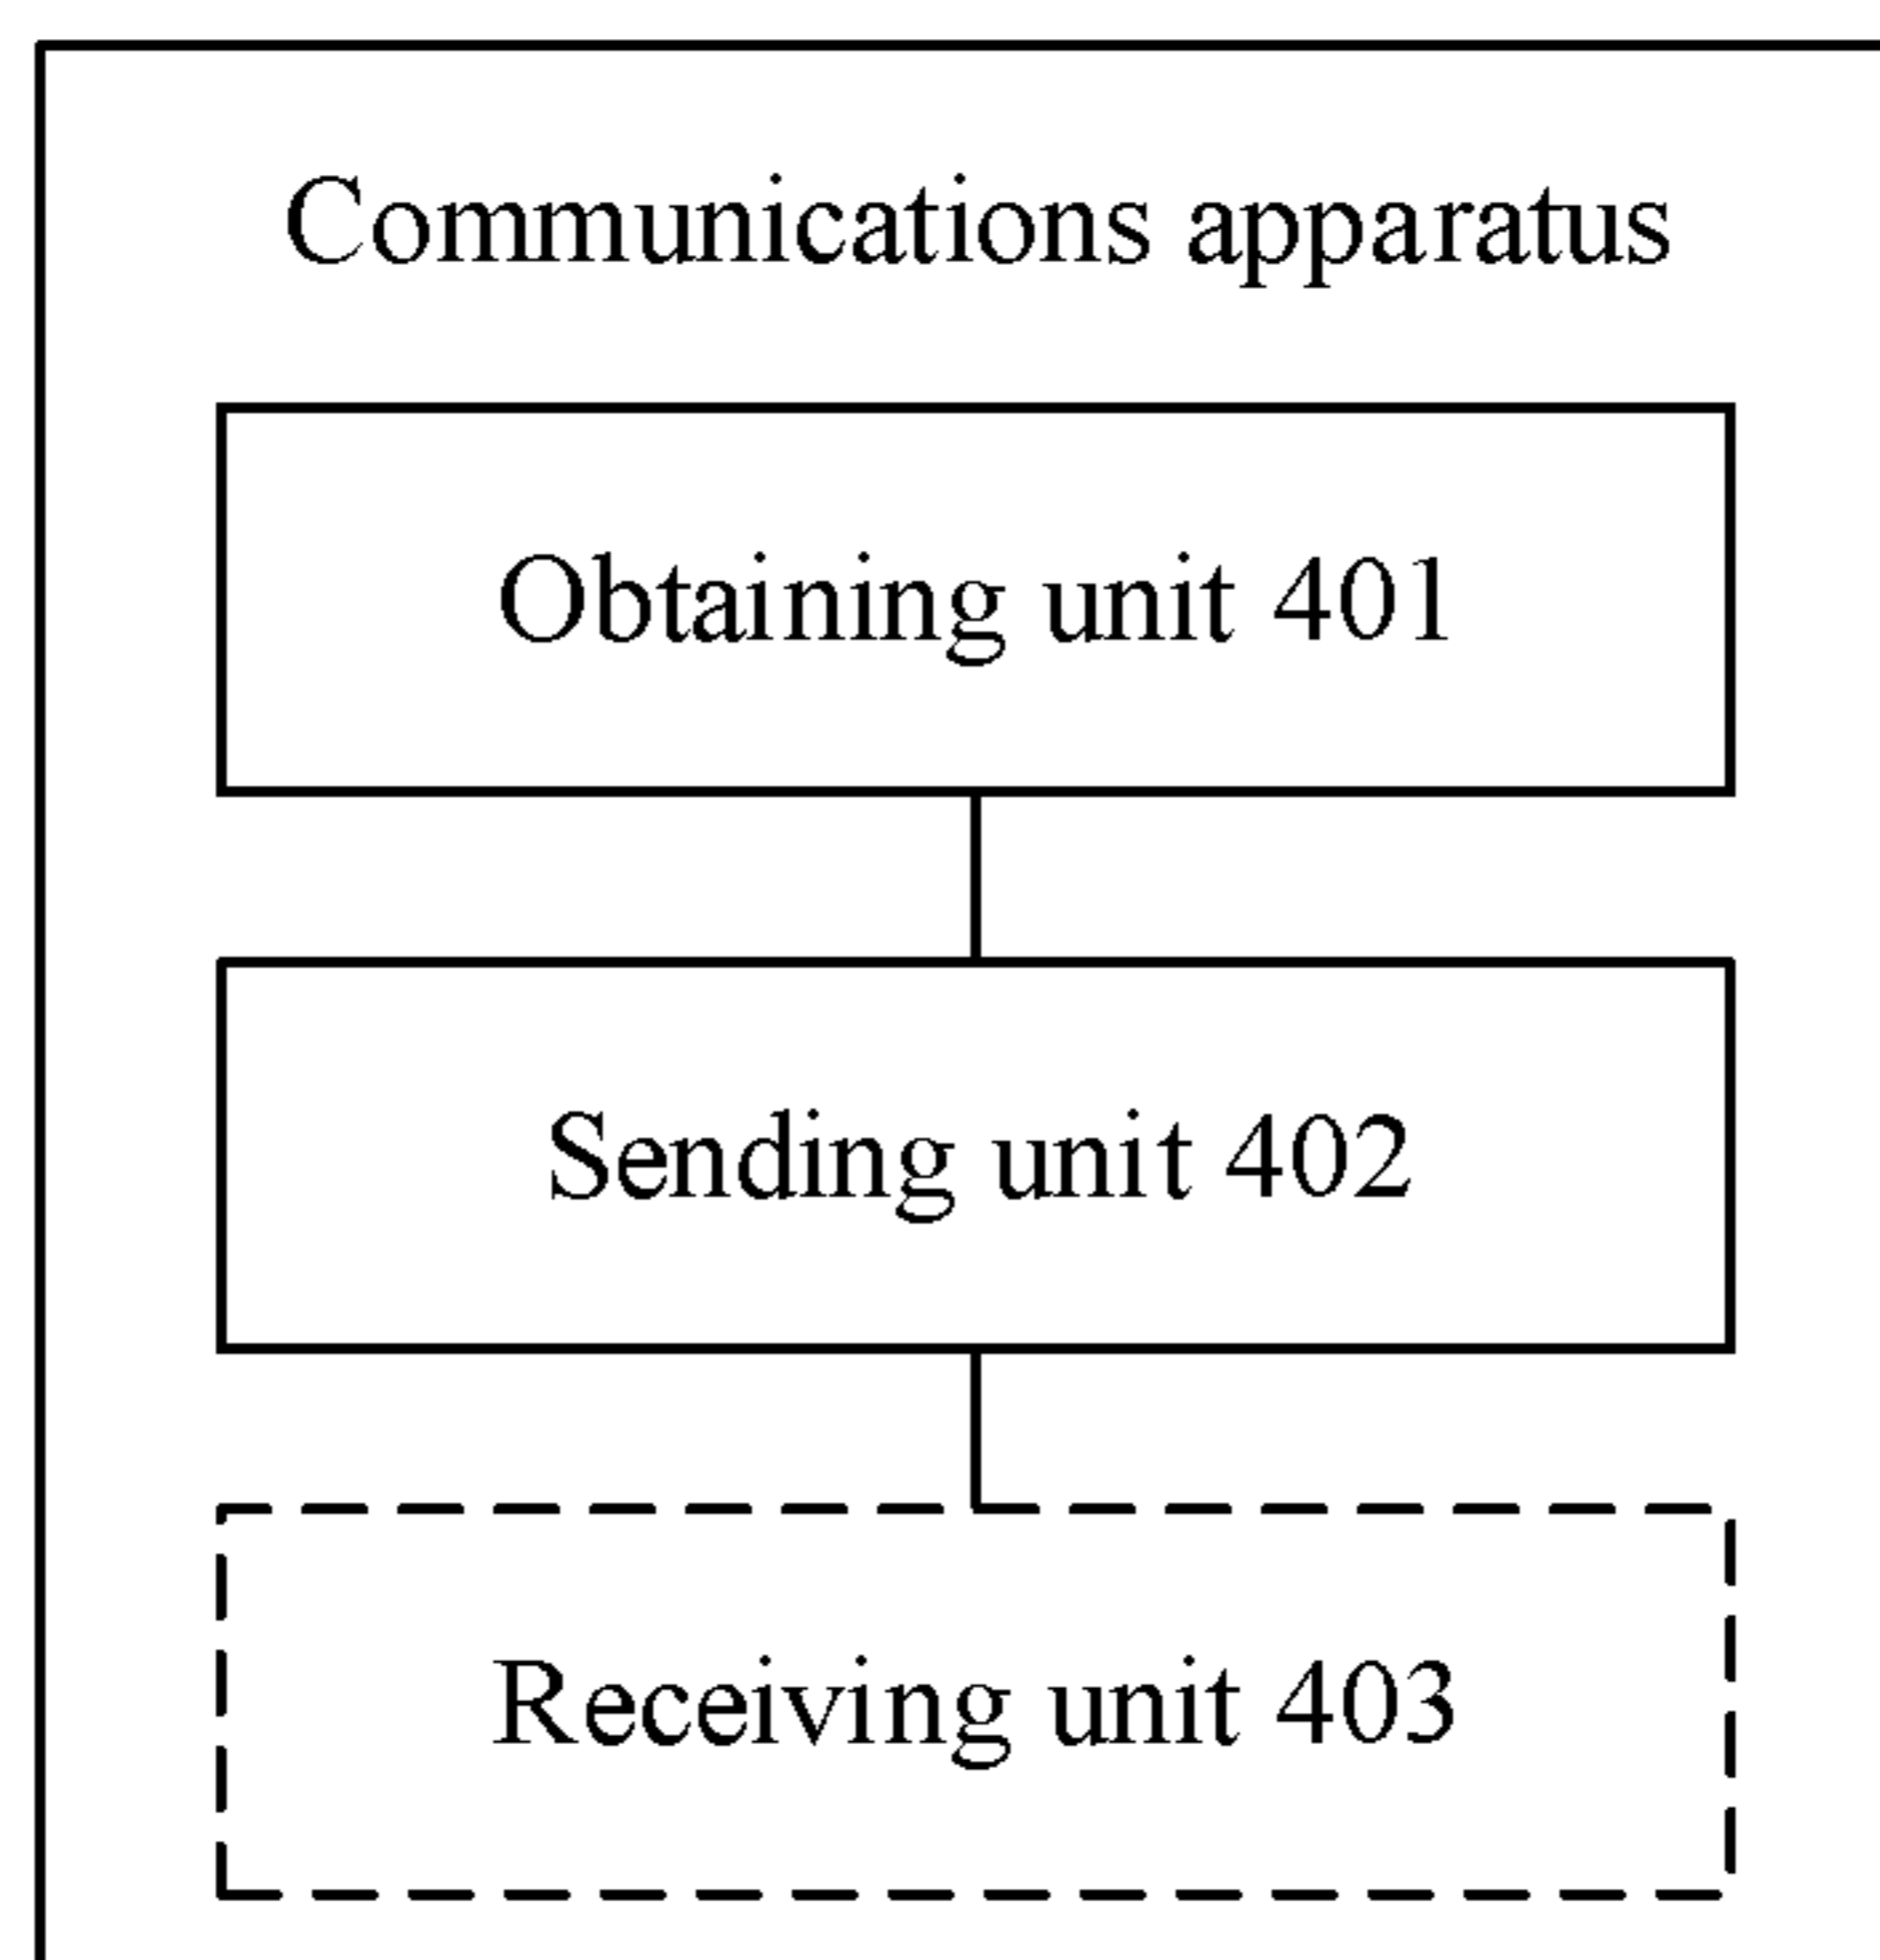 Communications apparatus
Obtaining unit 401
Sending unit 402
Receiving unit 403